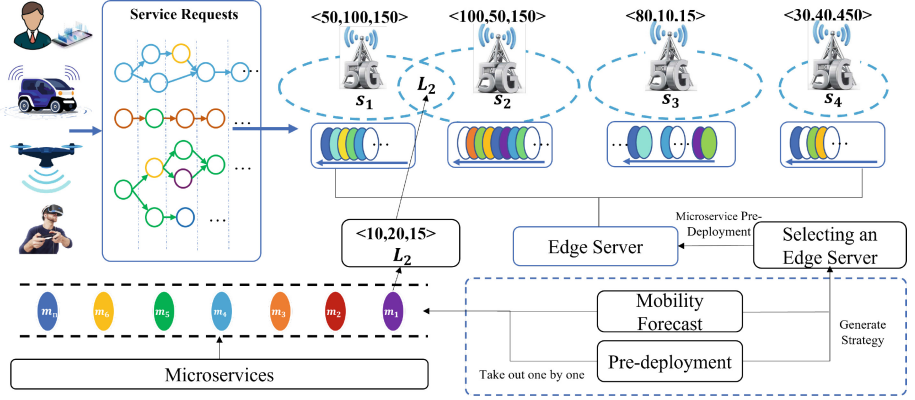 Service Requests
<50,100,150>
<100,50,150>
<80,10.15>
<30.40,450>
5G
5G
5G
5G
s1
L2
s2
s3
s4
...
...
...
...
...
...
...
...
<10,20,15>
L2
Edge Server
Microservice Pre-
Deployment
Selecting an
Edge Server
mn
m6
m5
m4
m3
m2
m1
Microservices
Mobility
Forecast
Pre-deployment
Take out one by one
Generate
Strategy